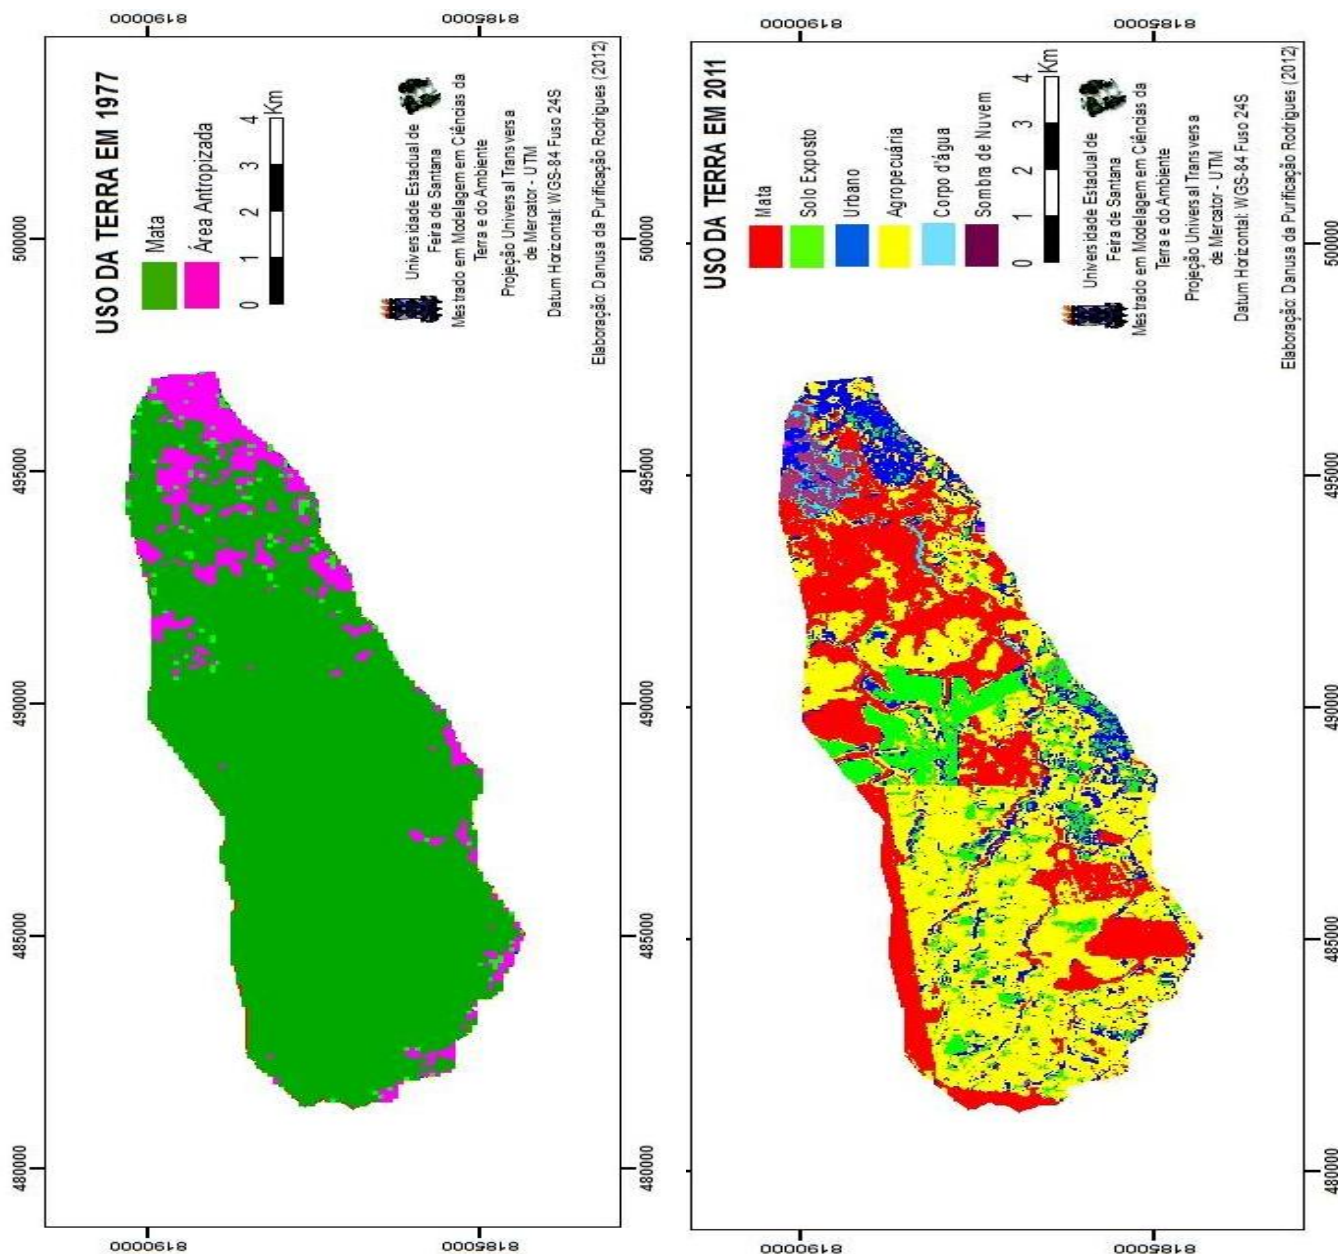 USO DA TERRA EM 1977
Mata
Área Antropizada
0 1 2 3 4
Km
Universidade Estadual de
Feira de Santana
Mestrado em Modelagem em Ciências da
Terra e do Ambiente
Projeção Universal Transversa
de Mercator - UTM
Datum Horizontal: WGS-84 Fuso 24S
Elaboração: Danusa da Purificação Rodrigues (2012)
480000 485000 490000 495000 500000
480000 485000 490000 495000 500000
8190000 8185000
8190000 8185000
USO DA TERRA EM 2011
Mata
Solo Exposto
Urbano
Agropecuária
Corpo d'água
Sombra de Nuvem
0 1 2 3 4
Km
Universidade Estadual de
Feira de Santana
Mestrado em Modelagem em Ciências da
Terra e do Ambiente
Projeção Universal Transversa
de Mercator - UTM
Datum Horizontal: WGS-84 Fuso 24S
Elaboração: Danusa da Purificação Rodrigues (2012)
480000 485000 490000 495000 500000
8190000 8185000
8190000 8185000